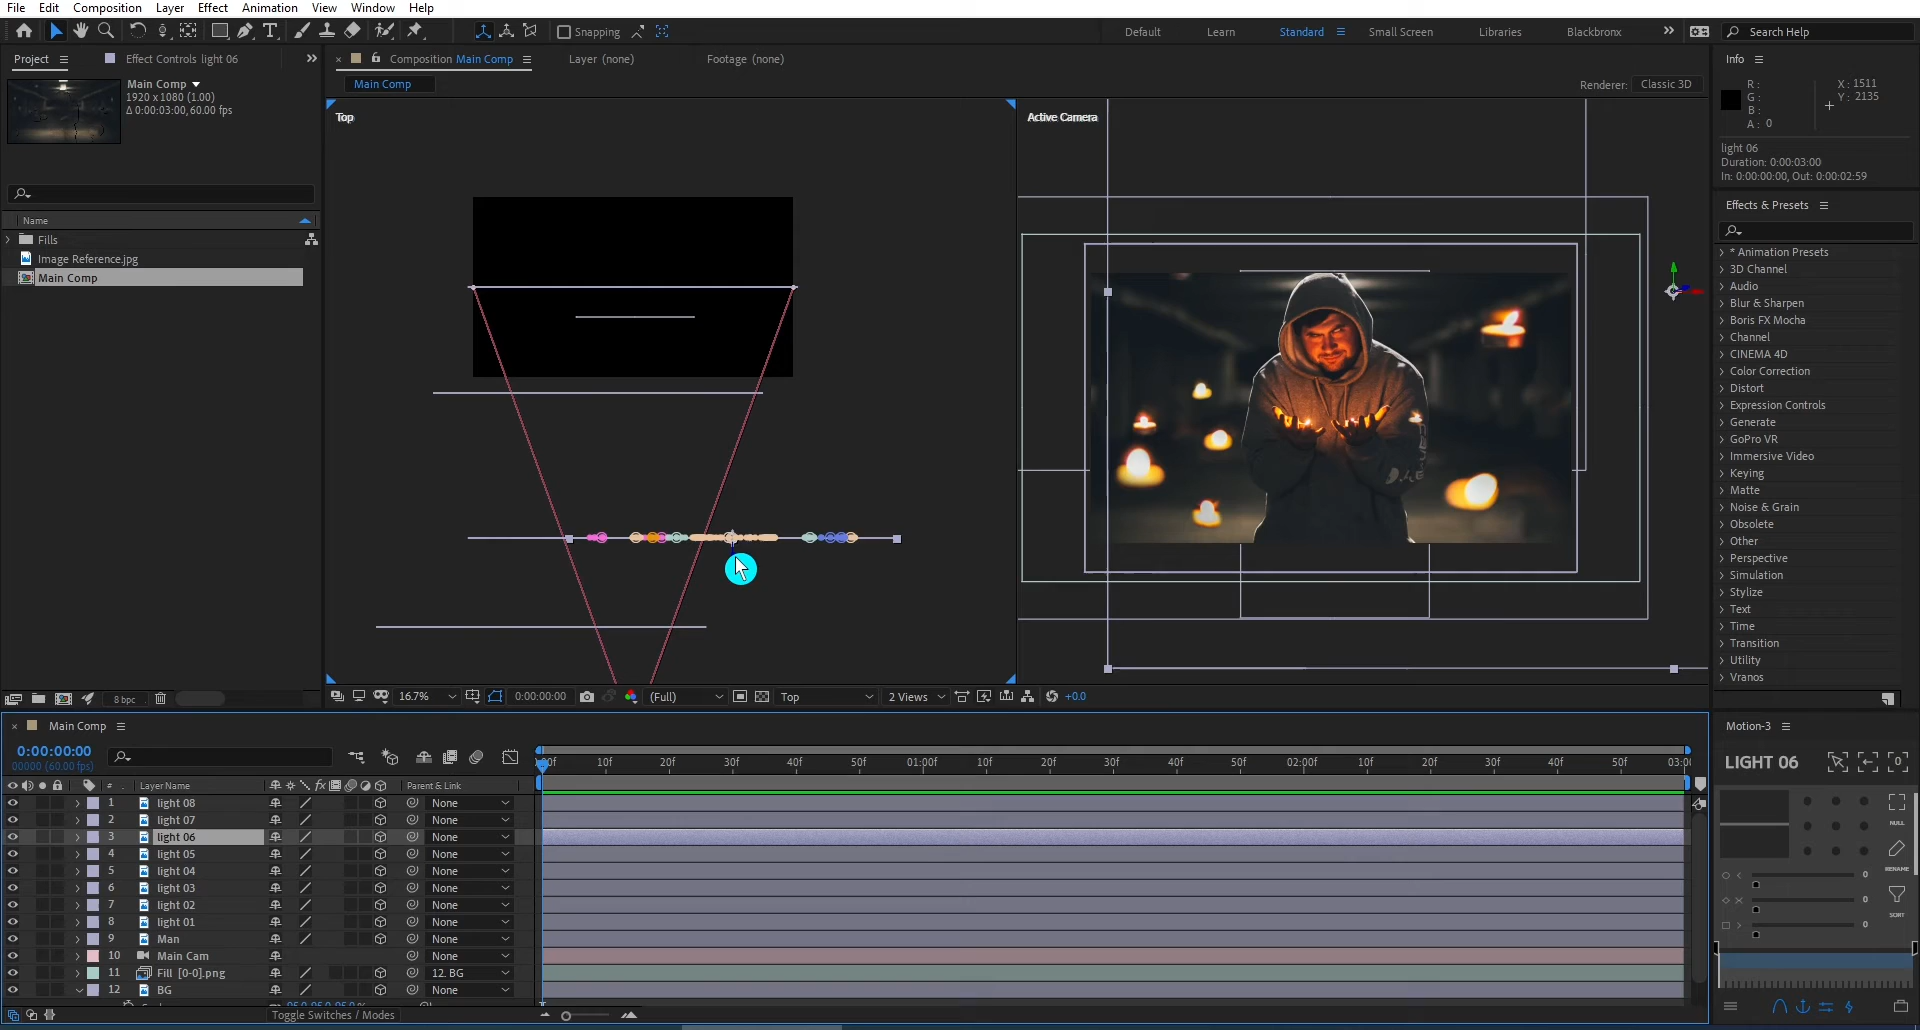 File Edit Composition Layer Effect Animation View Window Help
Snapping
Default Learn Standard Small Screen Libraries Blackbronx Search Help
Project Effect Controls light 06
Main Comp
1920 x 1080 (1.00)
Δ 0:00:03:00, 60.00 fps
Name
Fills
Image Reference.jpg
Main Comp
8 bpc
Composition Main Comp Layer (none) Footage (none)
Main Comp
Renderer: Classic 3D
Top
Active Camera
16.7% 0:00:00:00 (Full) Top 2 Views +0.0
Info
R:
G:
B:
A: 0
X: 1511
Y: 2135
light 06
Duration: 0:00:03:00
In: 0:00:00:00, Out: 0:00:02:59
Effects & Presets
* Animation Presets
3D Channel
Audio
Blur & Sharpen
Boris FX Mocha
Channel
CINEMA 4D
Color Correction
Distort
Expression Controls
Generate
GoPro VR
Immersive Video
Keying
Matte
Noise & Grain
Obsolete
Other
Perspective
Simulation
Stylize
Text
Time
Transition
Utility
Vranos
Main Comp
0:00:00:00
00000 (60.00 fps)
10f 20f 30f 40f 50f 01:00f 10f 20f 30f 40f 50f 02:00f 10f 20f 30f 40f 50f
# Layer Name fx Parent & Link
1 light 08 None
2 light 07 None
3 light 06 None
4 light 05 None
5 light 04 None
6 light 03 None
7 light 02 None
8 light 01 None
9 Man None
10 Main Cam None
11 Fill [0-0].png 12. BG
12 BG None
Toggle Switches / Modes
Motion-3
LIGHT 06
NULL
RENAME
SORT
0
0
0